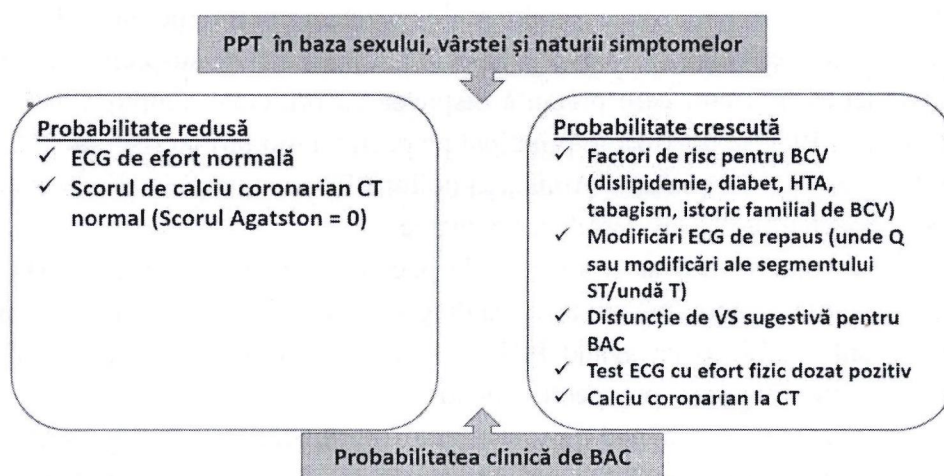 PPT în baza sexului, vârstei și naturii simptomelor
Probabilitate redusă
✓ ECG de efort normală
✓ Scorul de calciu coronarian CT
normal (Scorul Agatston = 0)
Probabilitate crescută
✓ Factori de risc pentru BCV
(dislipidemie, diabet, HTA,
tabagism, istoric familial de BCV)
✓ Modificări ECG de repaus (unde Q
sau modificări ale segmentului
ST/undă T)
✓ Disfuncție de VS sugestivă pentru
BAC
✓ Test ECG cu efort fizic dozat pozitiv
✓ Calciu coronarian la CT
Probabilitatea clinică de BAC